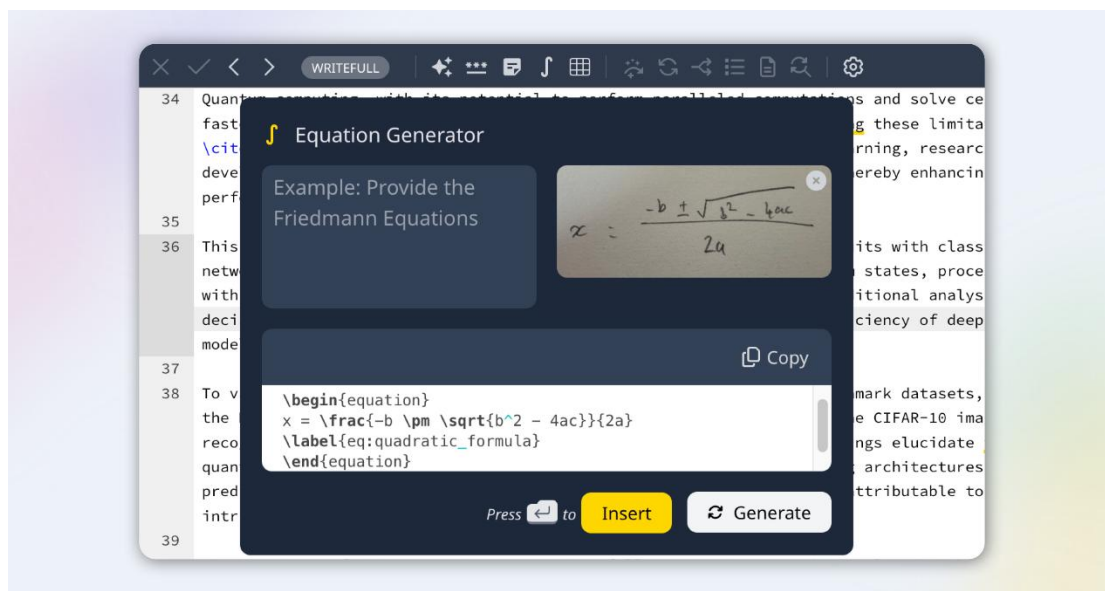 WRITEFULL
34 Quantum computing, with its potential to perform paralleled computations and solve ce
fast
g these limita
\cit
rning, researc
deve
hereby enhancin
perf
35
36 This
its with class
netw
n states, proce
with
itional analys
deci
ciency of deep
mode
37
38 To v
mark datasets,
the
e CIFAR-10 ima
reco
ngs elucidate
quan
architectures
pred
ttributable to
intr
39
Equation Generator
Example: Provide the
Friedmann Equations
x = -b ± √b² - 4ac
2a
Copy
\begin{equation}
x = \frac{-b \pm \sqrt{b^2 - 4ac}}{2a}
\label{eq:quadratic_formula}
\end{equation}
Press to Insert Generate